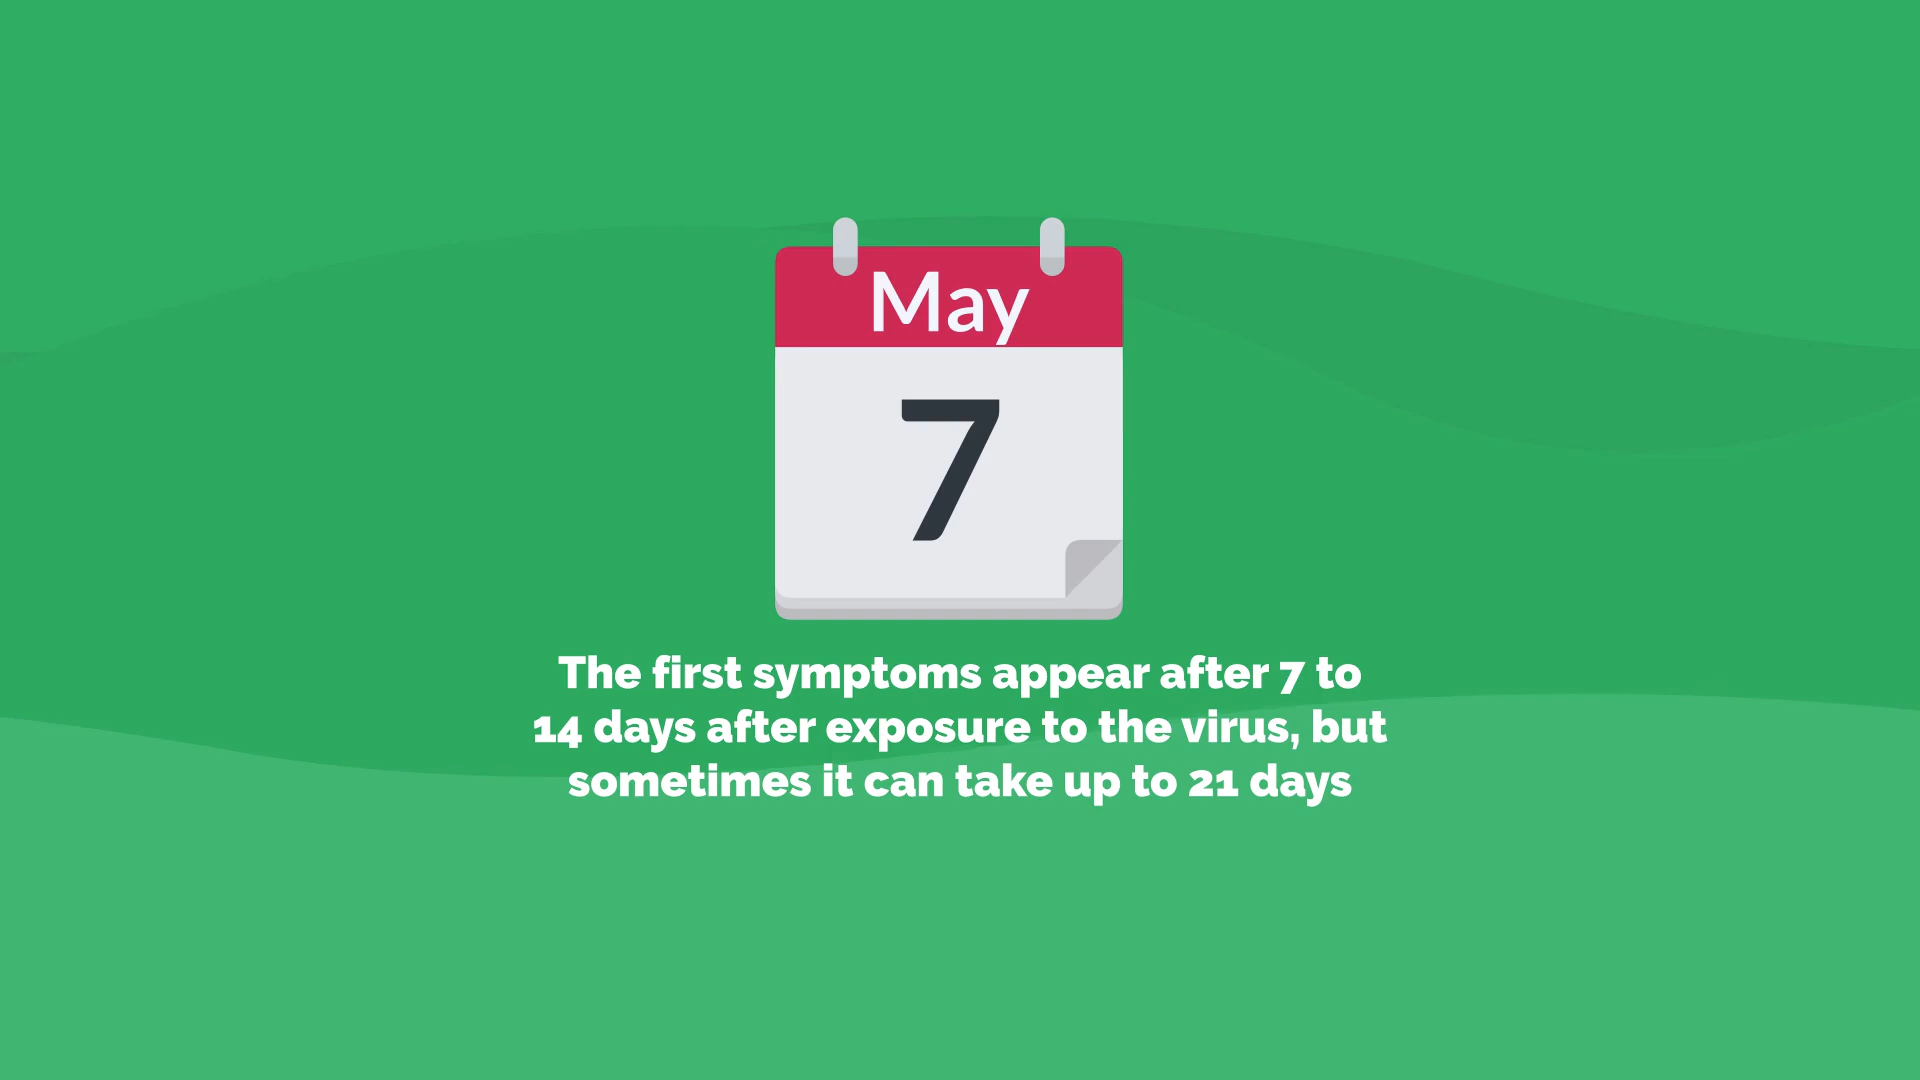 May
7
The first symptoms appear after 7 to
14 days after exposure to the virus, but
sometimes it can take up to 21 days